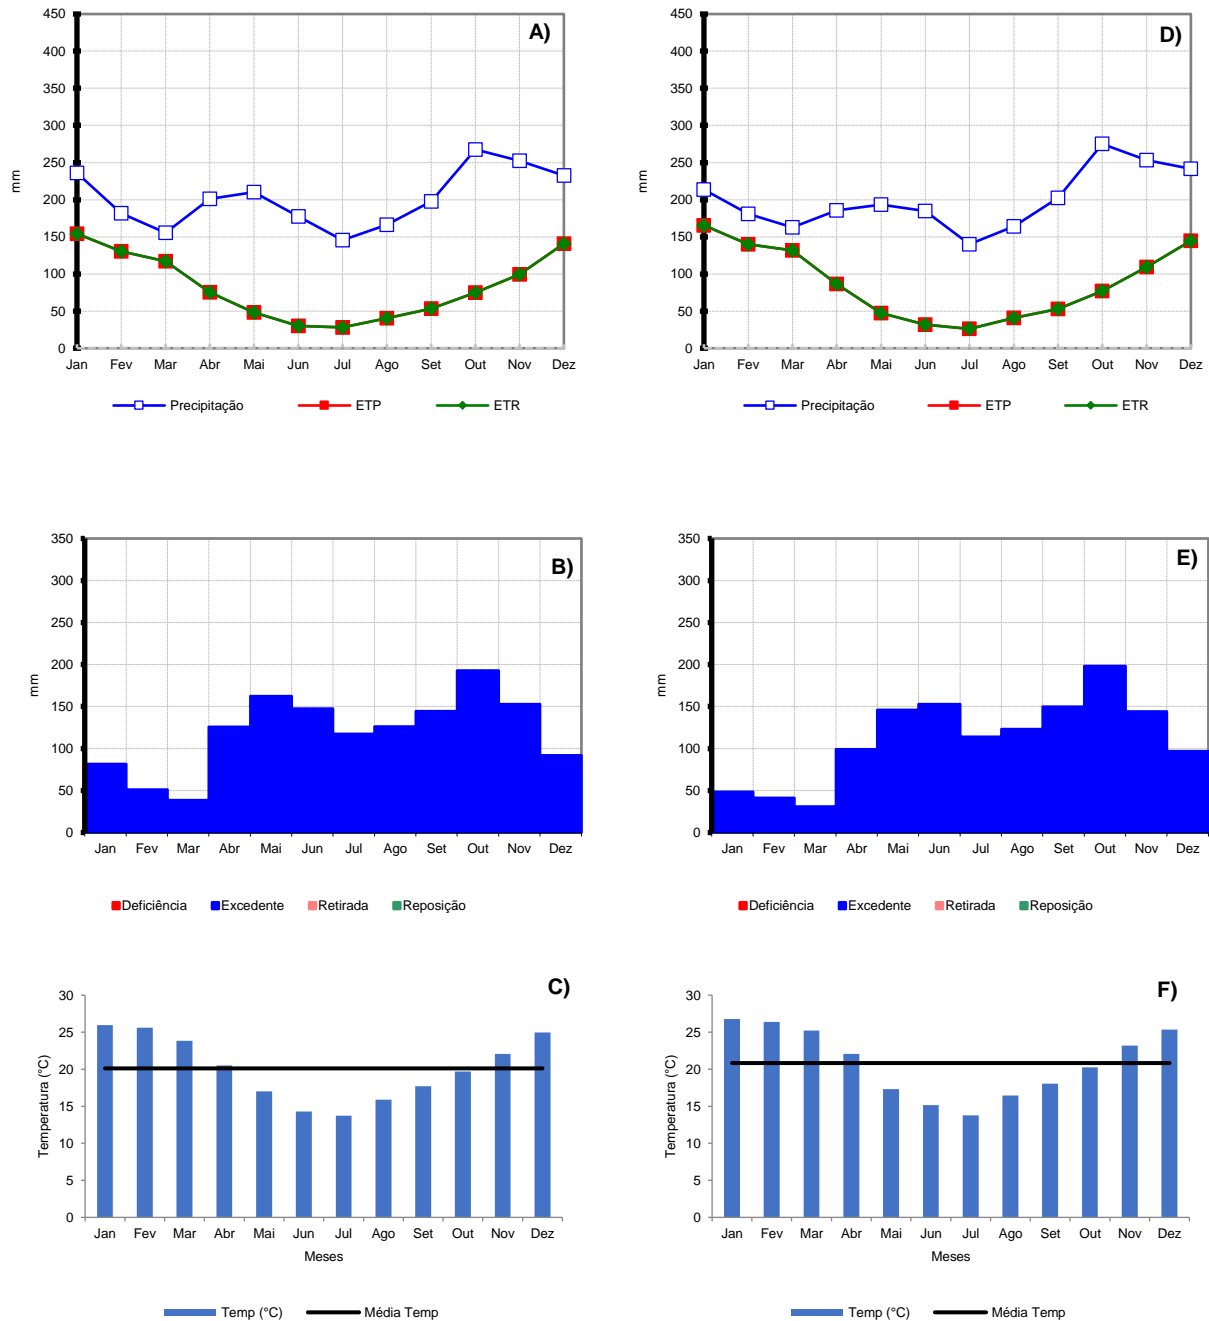 A)
450
400
350
300
250
200
150
100
50
0
mm
Jan Fev Mar Abr Mai Jun Jul Ago Set Out Nov Dez
Precipitação ETP ETR
D)
450
400
350
300
250
200
150
100
50
0
mm
Jan Fev Mar Abr Mai Jun Jul Ago Set Out Nov Dez
Precipitação ETP ETR
B)
350
300
250
200
150
100
50
0
mm
Jan Fev Mar Abr Mai Jun Jul Ago Set Out Nov Dez
Deficiência Excedente Retirada Reposição
E)
350
300
250
200
150
100
50
0
mm
Jan Fev Mar Abr Mai Jun Jul Ago Set Out Nov Dez
Deficiência Excedente Retirada Reposição
C)
30
25
20
15
10
5
0
Temperatura (°C)
Jan Fev Mar Abr Mai Jun Jul Ago Set Out Nov Dez
Meses
Temp (°C) Média Temp
F)
30
25
20
15
10
5
0
Temperatura (°C)
Jan Fev Mar Abr Mai Jun Jul Ago Set Out Nov Dez
Meses
Temp (°C) Média Temp